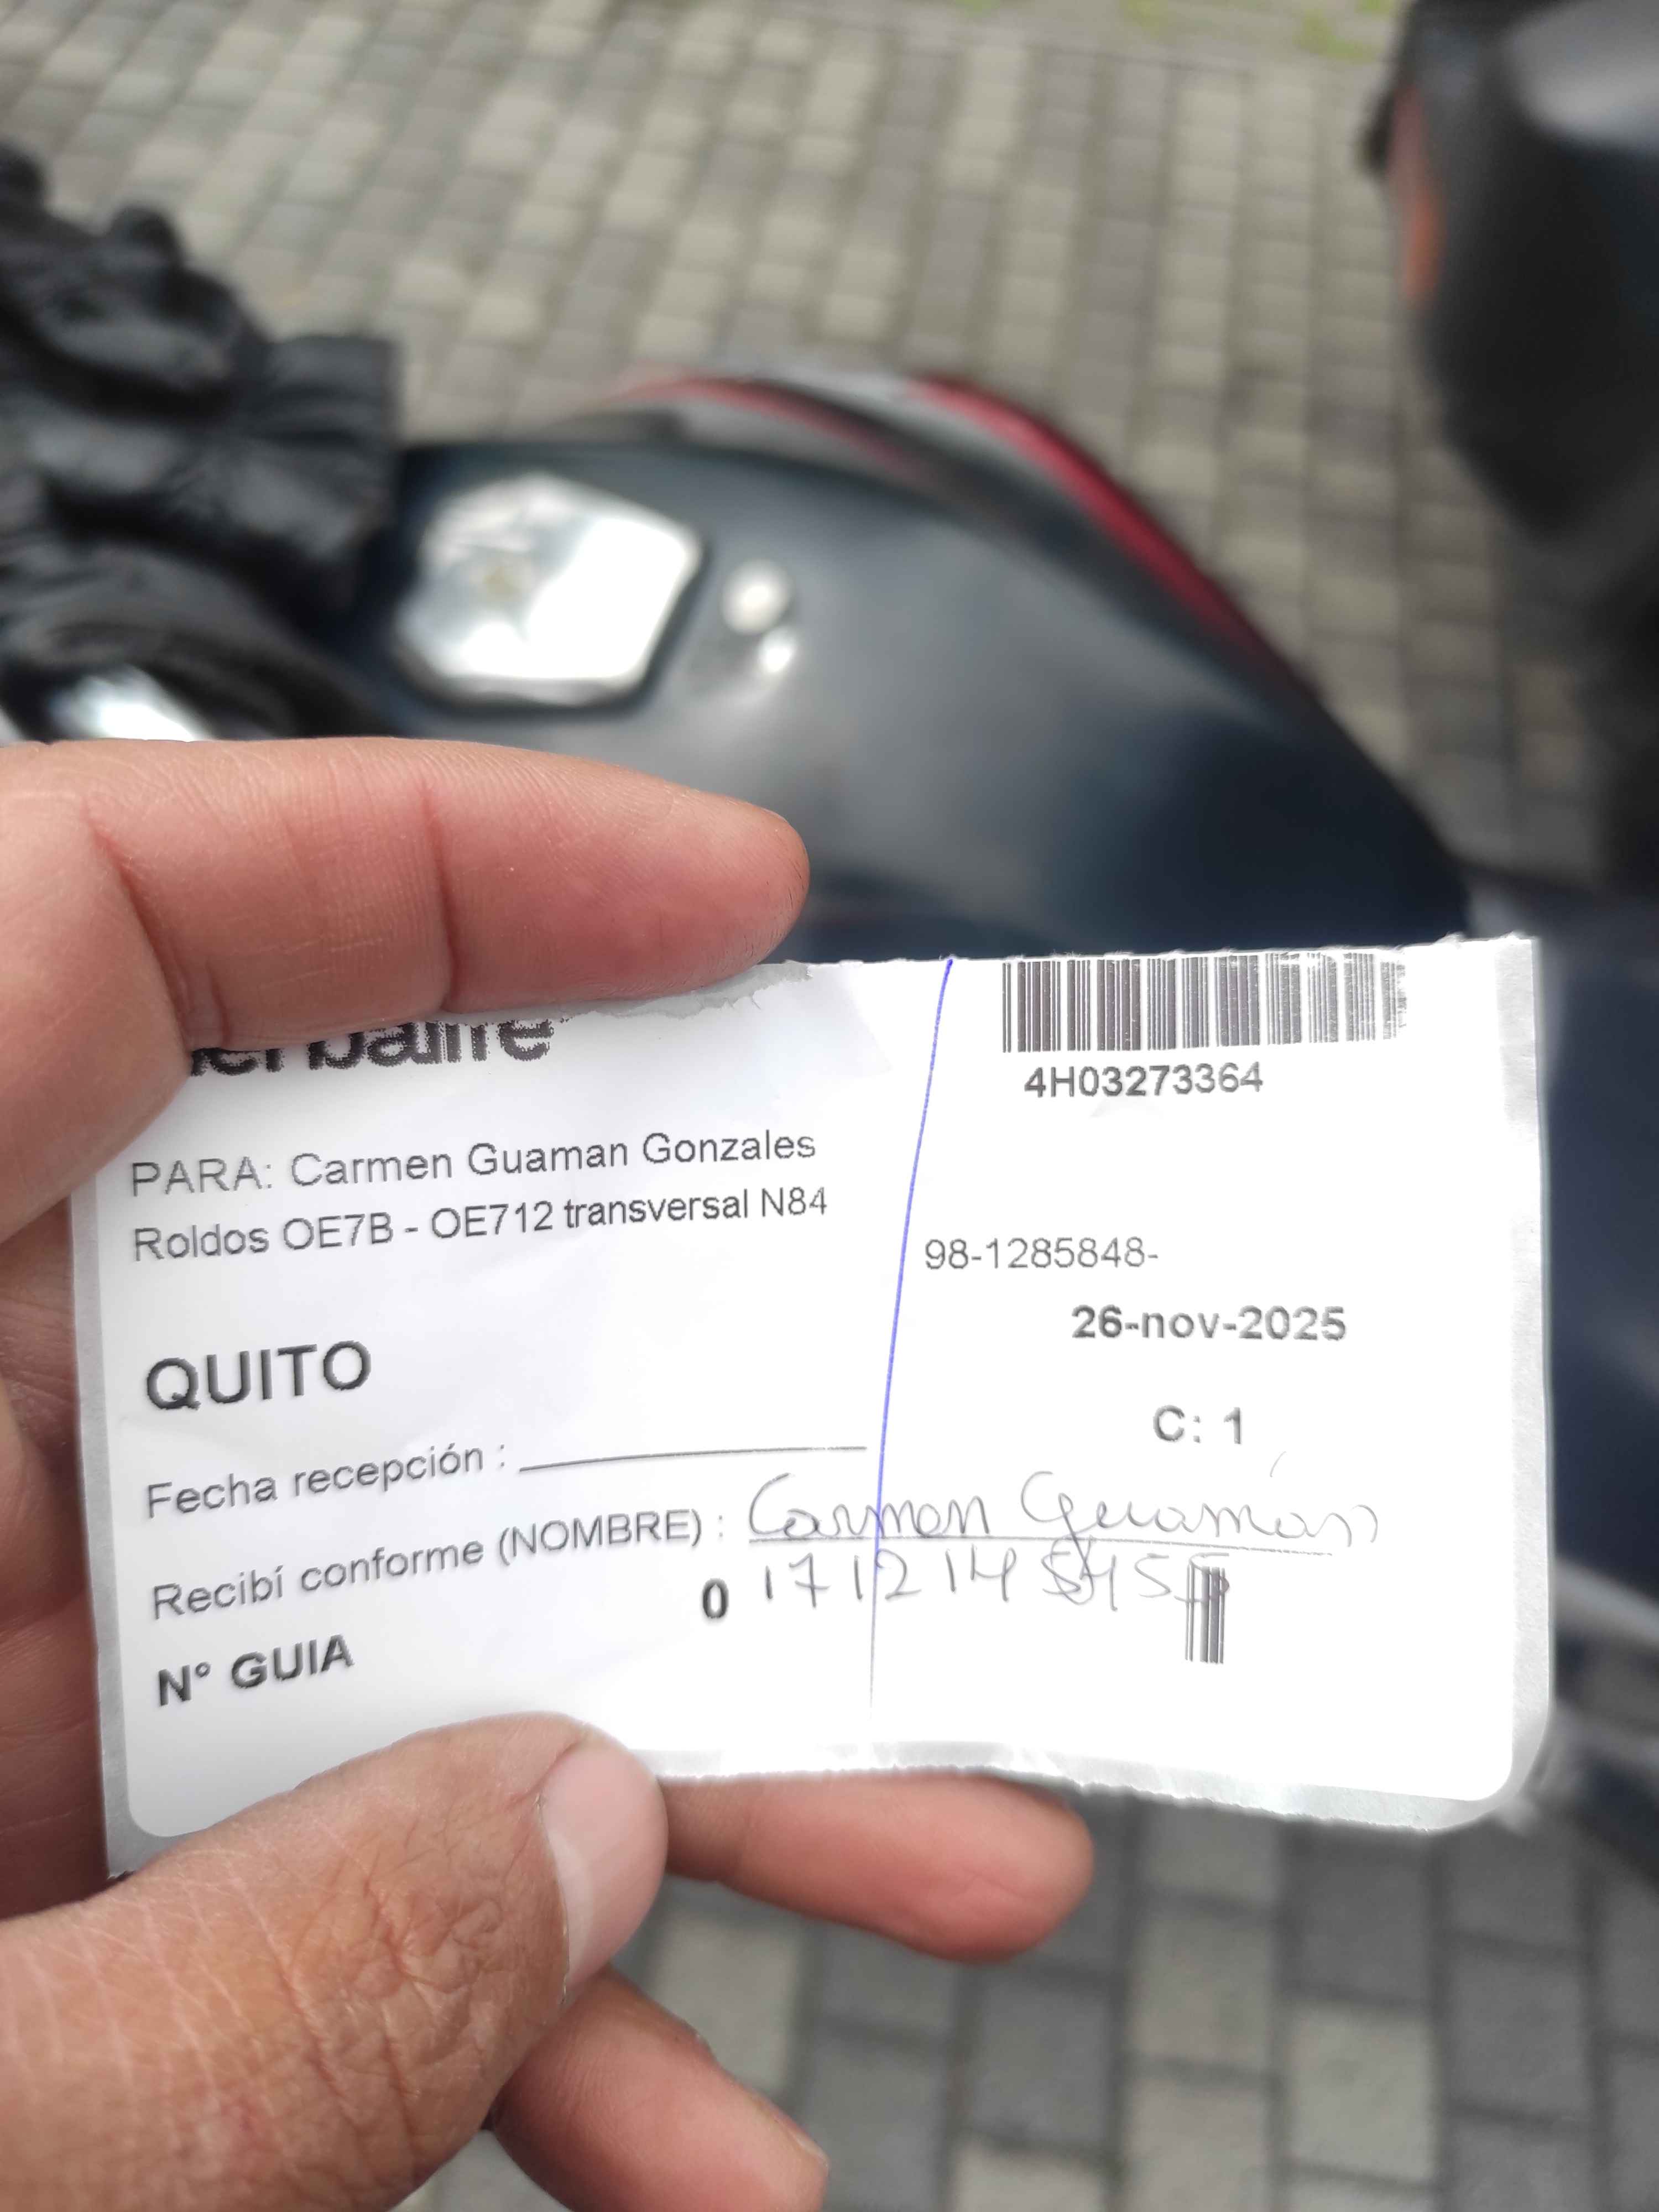 4H03273364
PARA: Carmen Guaman Gonzales
Roldos OE7B - OE712 transversal N84
98-1285848-
26-nov-2025
QUITO
C: 1
Fecha recepción :
Recibí conforme (NOMBRE) : Carmen Guamán
0
N° GUIA